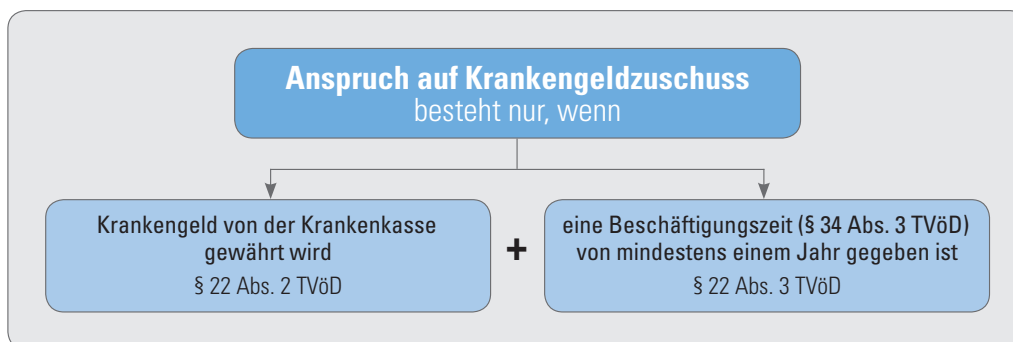 Anspruch auf Krankengeldzuschuss
besteht nur, wenn
Krankengeld von der Krankenkasse
gewährt wird
§ 22 Abs. 2 TVöD
+
eine Beschäftigungszeit (§ 34 Abs. 3 TVöD)
von mindestens einem Jahr gegeben ist
§ 22 Abs. 3 TVöD